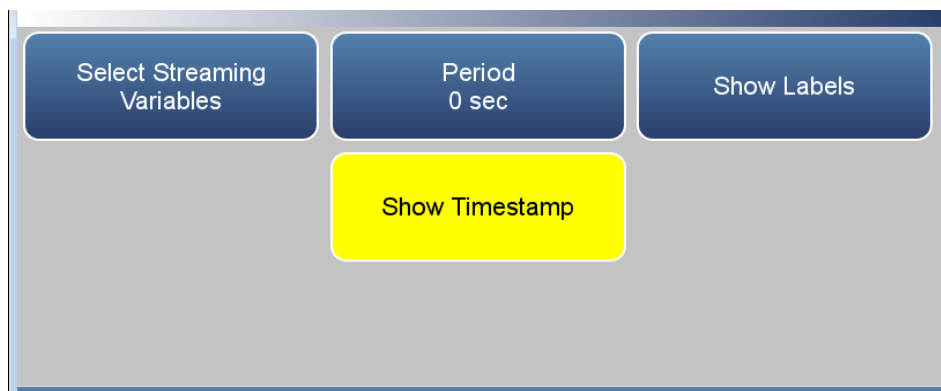 Select Streaming
Variables
Period
0 sec
Show Labels
Show Timestamp